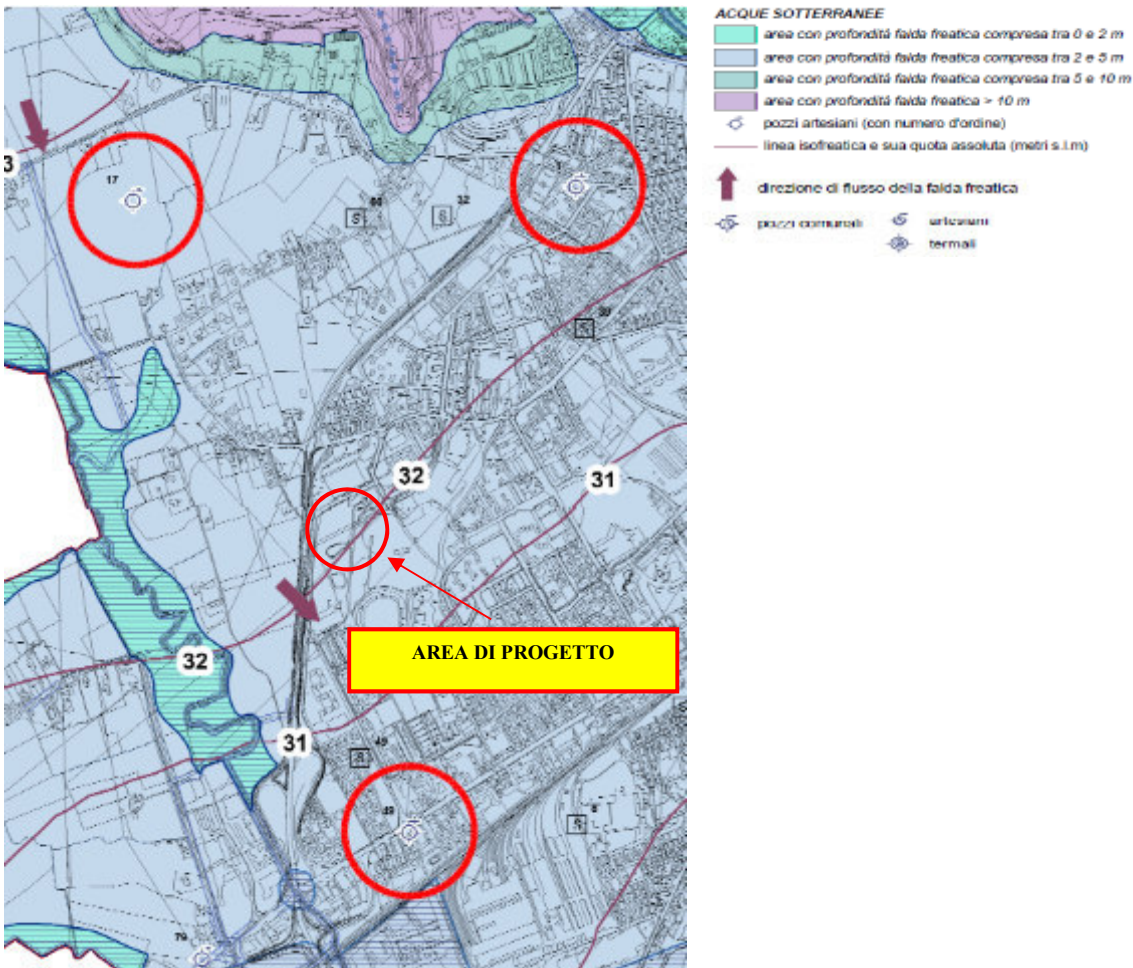 ACQUE SOTTERRANEE
area con profondità falda freatica compresa tra 0 e 2 m
area con profondità falda freatica compresa tra 2 e 5 m
area con profondità falda freatica compresa tra 5 e 10 m
area con profondità falda freatica > 10 m
pozzi artesiani (con numero d'ordine)
linea isofreatica e sua quota assoluta (metri s.l.m)
direzione di flusso della falda freatica
pozzi comunali
artesiani
termali
3
17
32
S
S
S
32
31
AREA DI PROGETTO
32
31
49
S
49
6
S
79